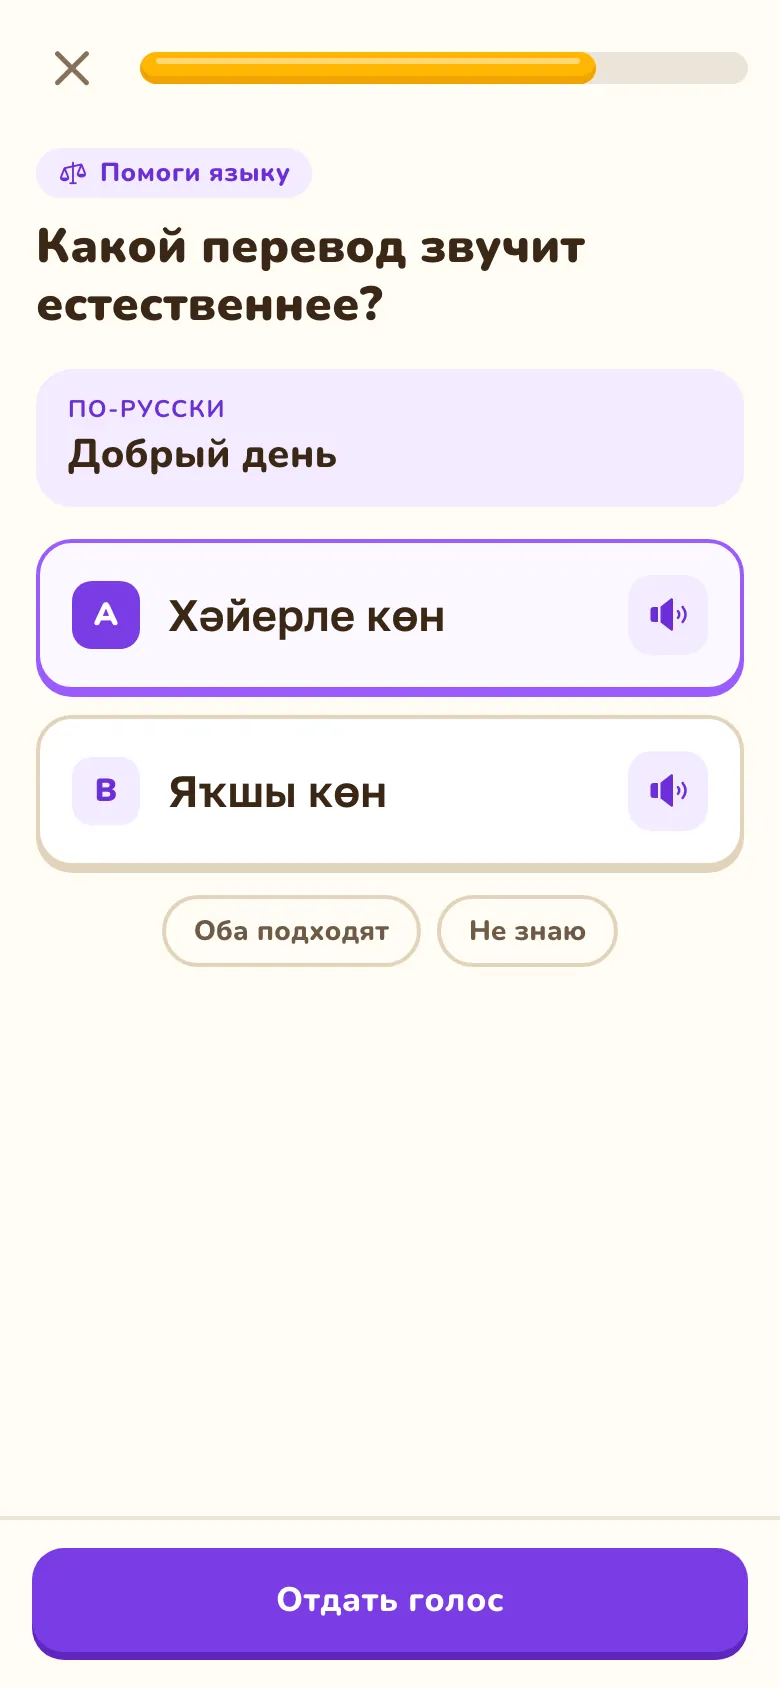 Помоги языку
Какой перевод звучит
естественнее?
ПО-РУССКИ
Добрый день
A
Хәйерле көн
B
Яҡшы көн
Оба подходят
Не знаю
Отдать голос